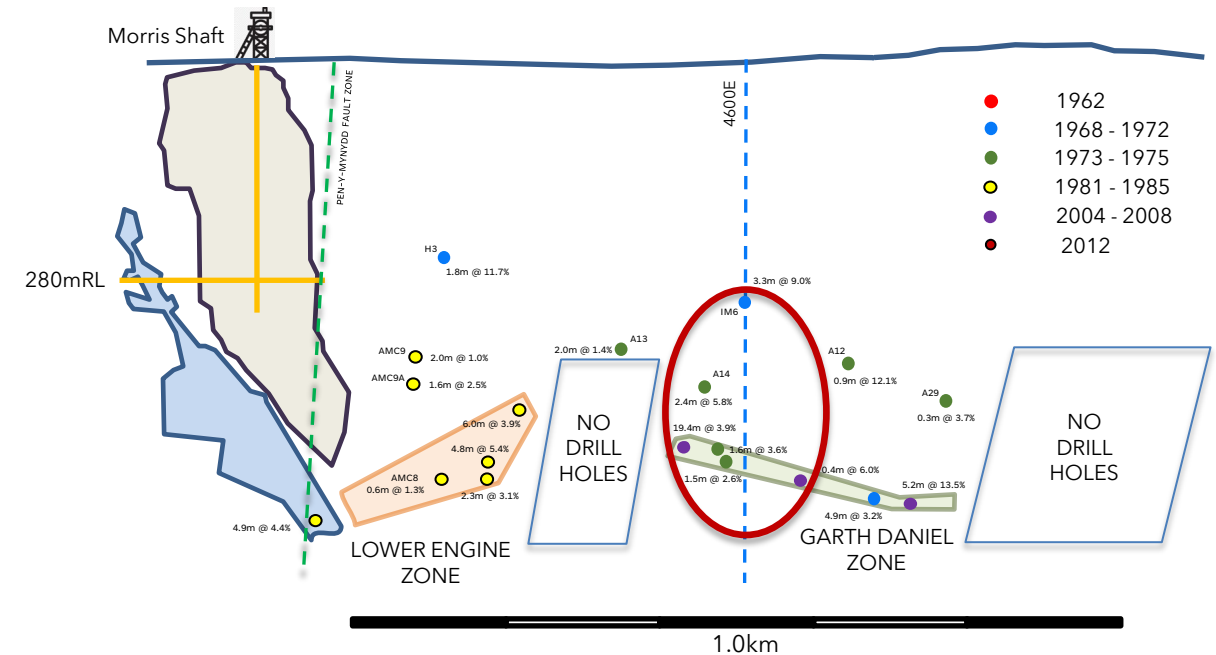 Morris Shaft
PEN-Y-MYNYDD FAULT ZONE
4600E
1962
1968 - 1972
1973 - 1975
1981 - 1985
2004 - 2008
2012
280mRL
H3
1.8m @ 11.7%
3.3m @ 9.0%
IM6
AMC9
2.0m @ 1.0%
AMC9A
1.6m @ 2.5%
A13
2.0m @ 1.4%
A12
0.9m @ 12.1%
A14
2.4m @ 5.8%
A29
0.3m @ 3.7%
NO
DRILL
HOLES
NO
DRILL
HOLES
6.0m @ 3.9%
4.8m @ 5.4%
AMC8
0.6m @ 1.3%
2.3m @ 3.1%
19.4m @ 3.9%
1.6m @ 3.6%
1.5m @ 2.6%
0.4m @ 6.0%
5.2m @ 13.5%
4.9m @ 3.2%
4.9m @ 4.4%
LOWER ENGINE
ZONE
GARTH DANIEL
ZONE
1.0km